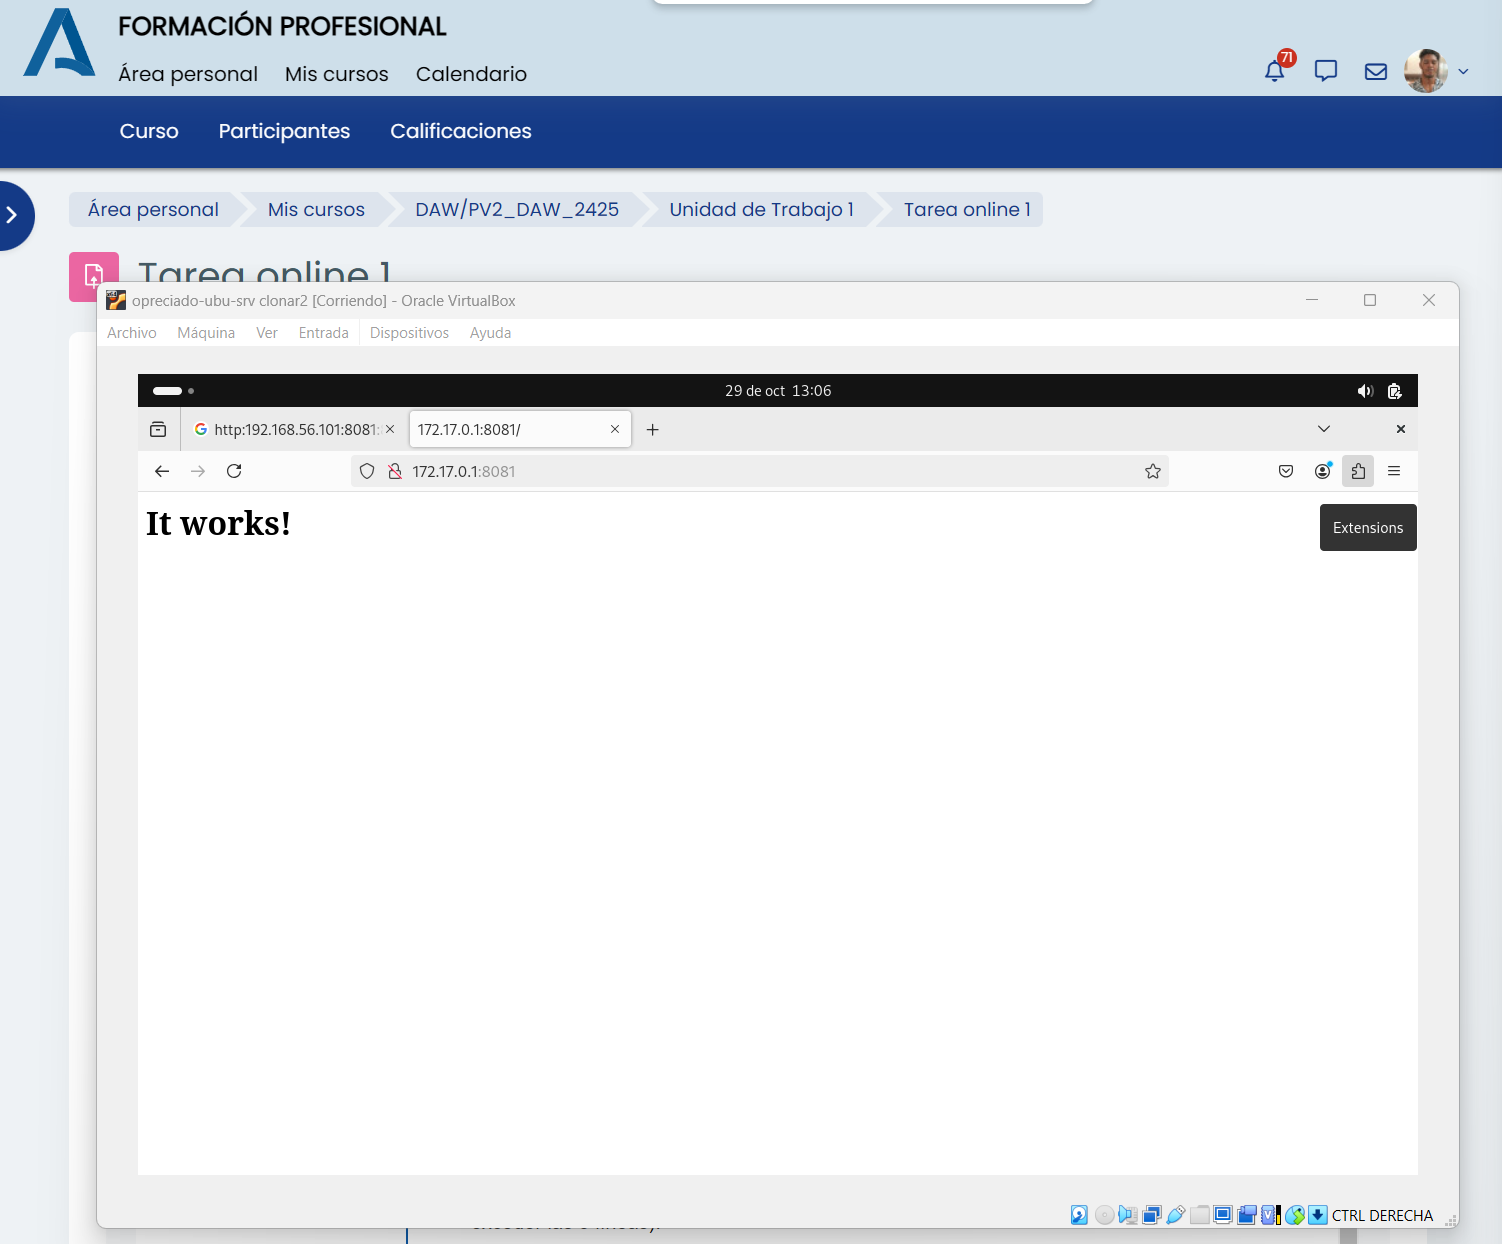 FORMACIÓN PROFESIONAL
Área personal Mis cursos Calendario
71
Curso Participantes Calificaciones
Área personal Mis cursos DAW/PV2_DAW_2425 Unidad de Trabajo 1 Tarea online 1
Tarea online 1
opreciado-ubu-srv clonar2 [Corriendo] - Oracle VirtualBox
Archivo Máquina Ver Entrada Dispositivos Ayuda
29 de oct 13:06
http:192.168.56.101:8081: 172.17.0.1:8081/
172.17.0.1:8081
It works!
Extensions
CTRL DERECHA